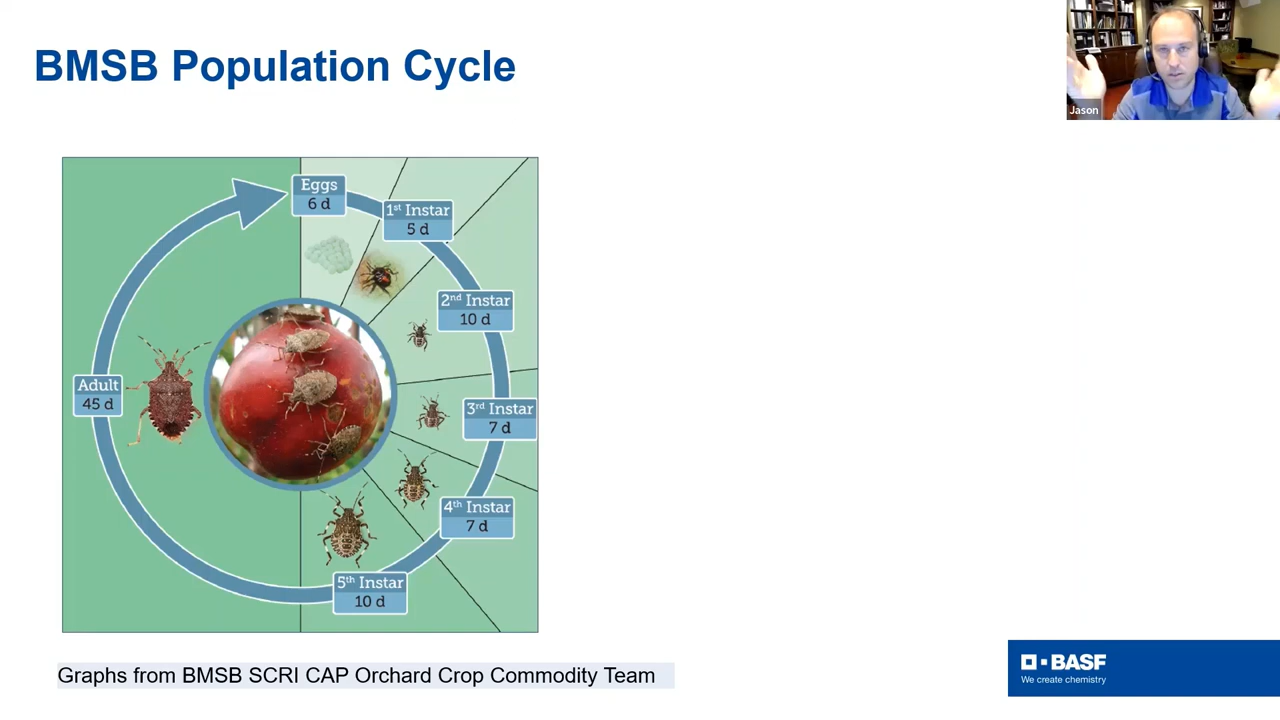 BMSB Population Cycle
Jason
Eggs
6 d
1st Instar
5 d
2nd Instar
10 d
3rd Instar
7 d
4th Instar
7 d
5th Instar
10 d
Adult
45 d
Graphs from BMSB SCRI CAP Orchard Crop Commodity Team
BASF
We create chemistry